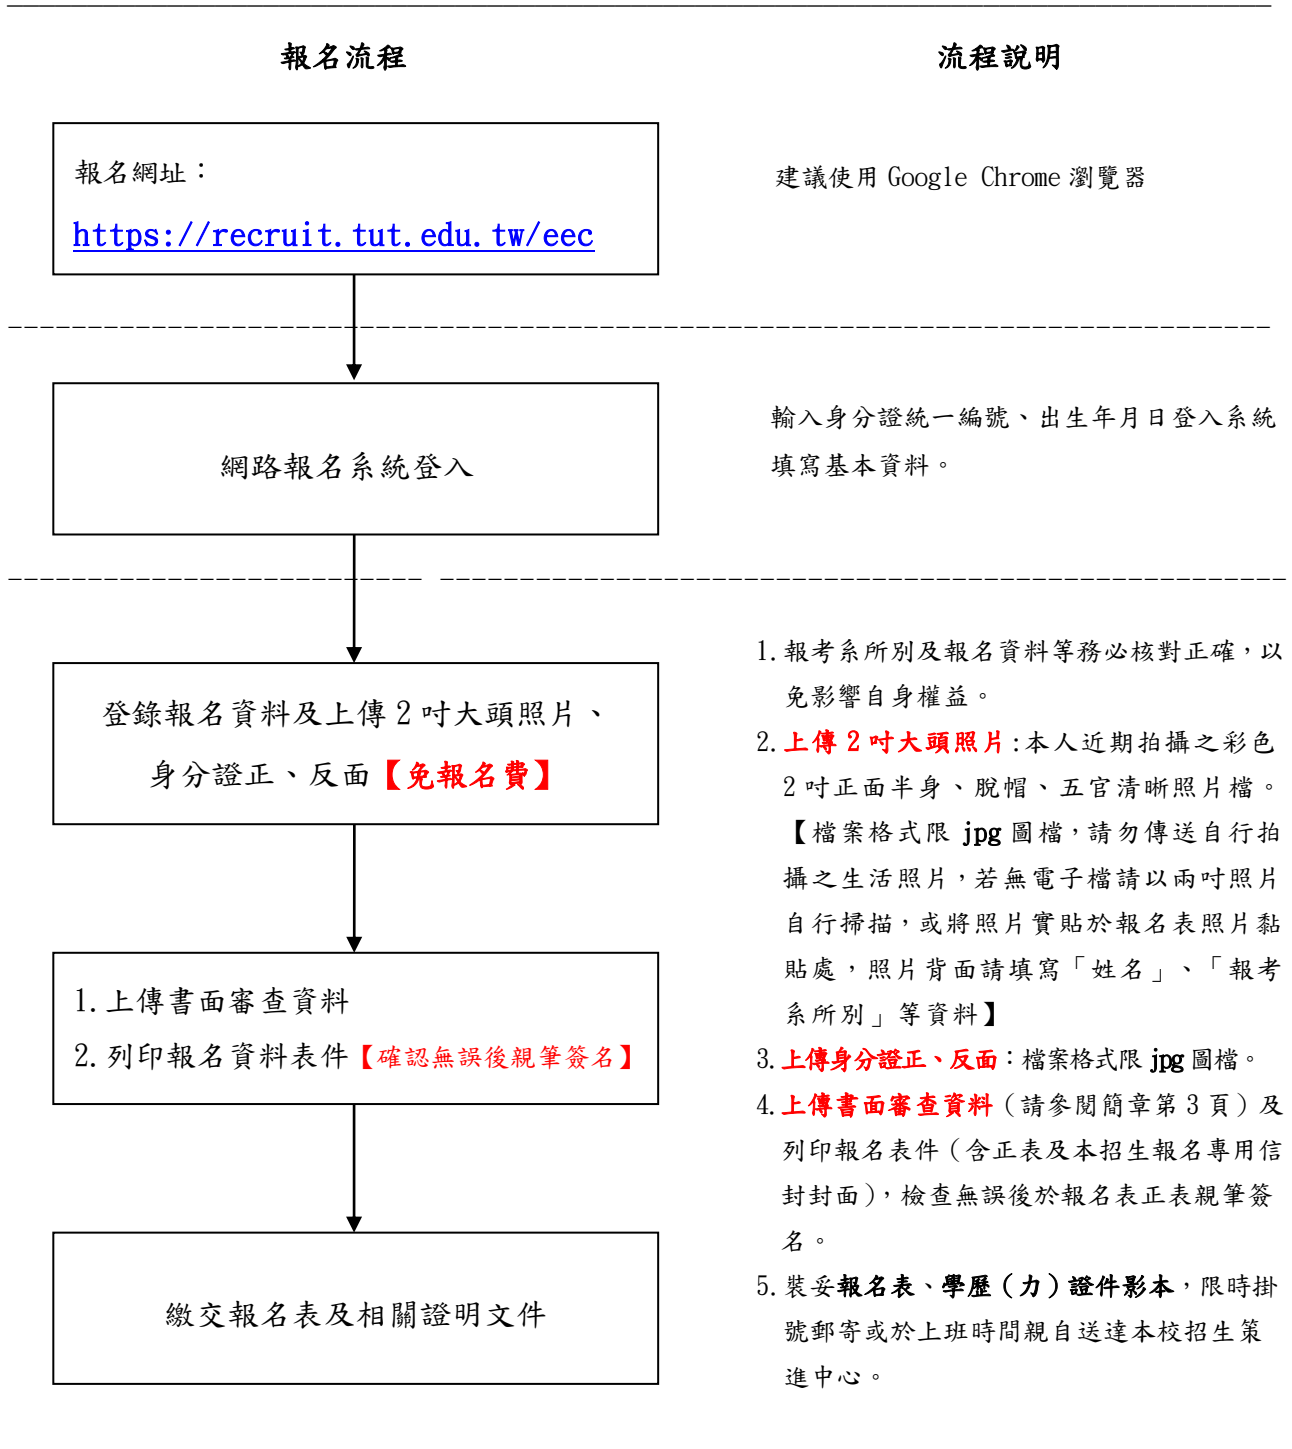 報名流程
流程說明
報名網址：
https://recruit.tut.edu.tw/eec
建議使用 Google Chrome 瀏覽器
網路報名系統登入
輸入身分證統一編號、出生年月日登入系統
填寫基本資料。
登錄報名資料及上傳 2 吋大頭照片、
身分證正、反面【免報名費】
1.上傳書面審查資料
2.列印報名資料表件【確認無誤後親筆簽名】
繳交報名表及相關證明文件
1.報考系所別及報名資料等務必核對正確，以
免影響自身權益。
2.上傳 2 吋大頭照片:本人近期拍攝之彩色
2 吋正面半身、脫帽、五官清晰照片檔。
【檔案格式限 jpg 圖檔，請勿傳送自行拍
攝之生活照片，若無電子檔請以兩吋照片
自行掃描，或將照片實貼於報名表照片黏
貼處，照片背面請填寫「姓名」、「報考
系所別」等資料】
3.上傳身分證正、反面：檔案格式限 jpg 圖檔。
4.上傳書面審查資料（請參閱簡章第 3 頁）及
列印報名表件（含正表及本招生報名專用信
封封面），檢查無誤後於報名表正表親筆簽
名。
5.裝妥報名表、學歷（力）證件影本，限時掛
號郵寄或於上班時間親自送達本校招生策
進中心。